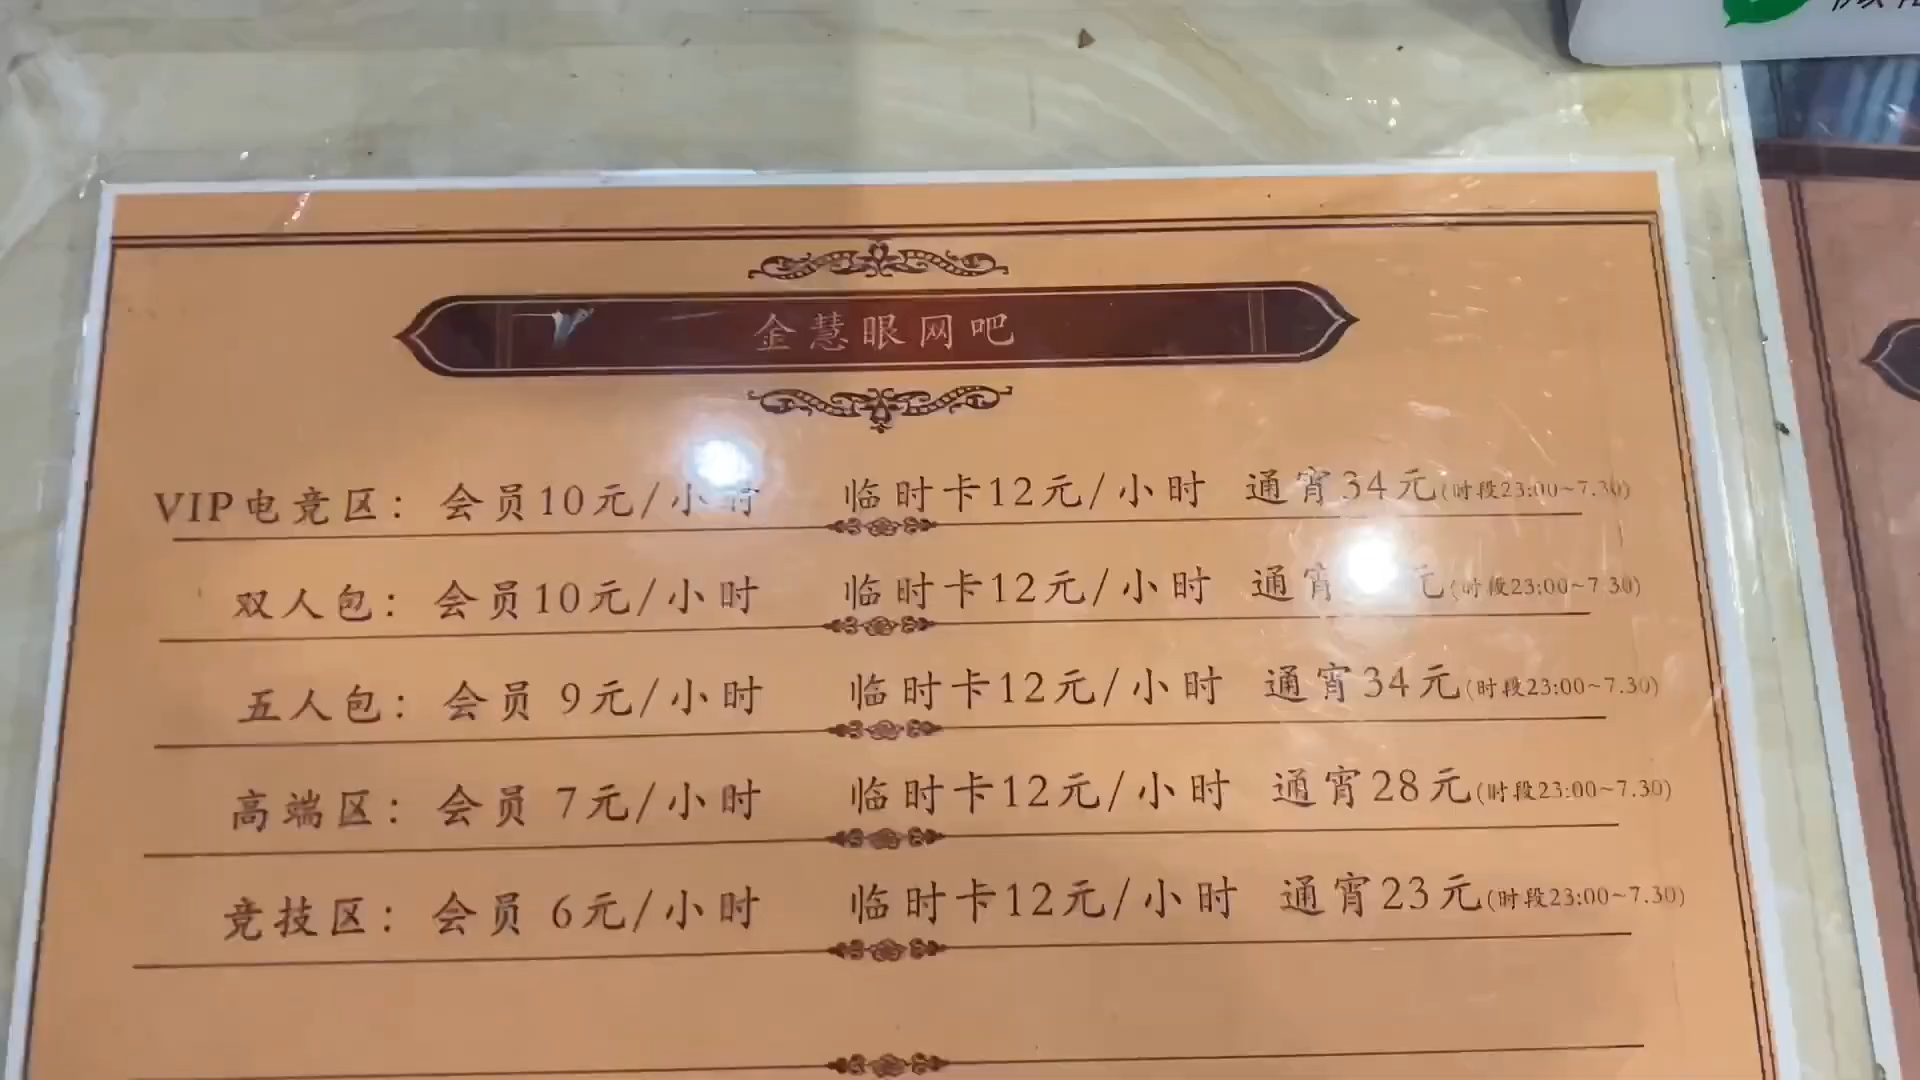 金慧眼网吧
VIP电竞区: 会员10元/小时 临时卡12元/小时 通宵34元(时段23:00~7.30)
双人包: 会员10元/小时 临时卡12元/小时 通宵 元(时段23:00~7.30)
五人包: 会员 9元/小时 临时卡12元/小时 通宵34元(时段23:00~7.30)
高端区: 会员 7元/小时 临时卡12元/小时 通宵28元(时段23:00~7.30)
竞技区: 会员 6元/小时 临时卡12元/小时 通宵23元(时段23:00~7.30)